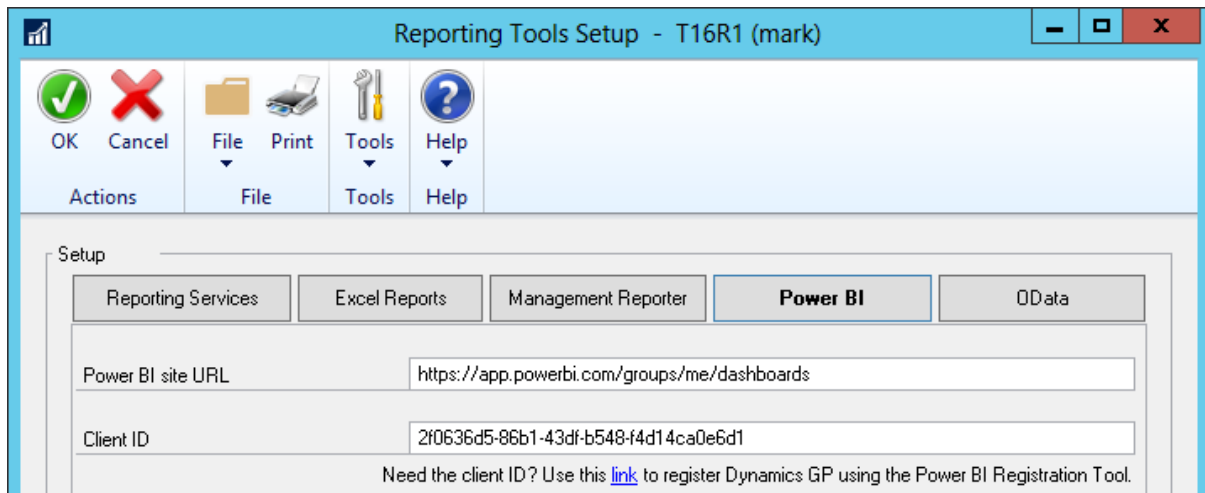 Reporting Tools Setup - T16R1 (mark)
OK Cancel File Print Tools Help
Actions File Tools Help
Setup
Reporting Services Excel Reports Management Reporter Power BI OData
Power BI site URL https://app.powerbi.com/groups/me/dashboards
Client ID 2f0636d5-86b1-43df-b548-f4d14ca0e6d1
Need the client ID? Use this link to register Dynamics GP using the Power BI Registration Tool.